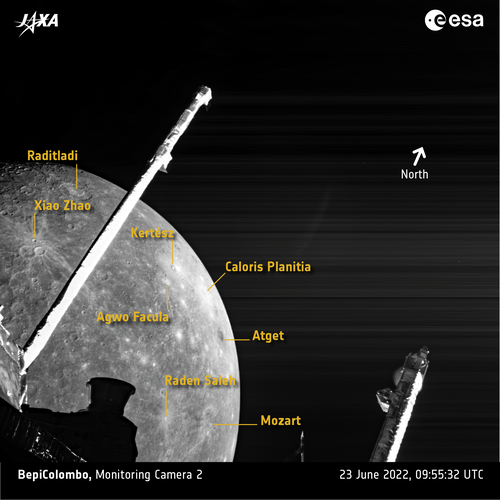 JAXA
esa
Raditladi
North
Xiao Zhao
Kertész
Caloris Planitia
Agwo Facula
Atget
Raden Saleh
Mozart
BepiColombo, Monitoring Camera 2
23 June 2022, 09:55:32 UTC